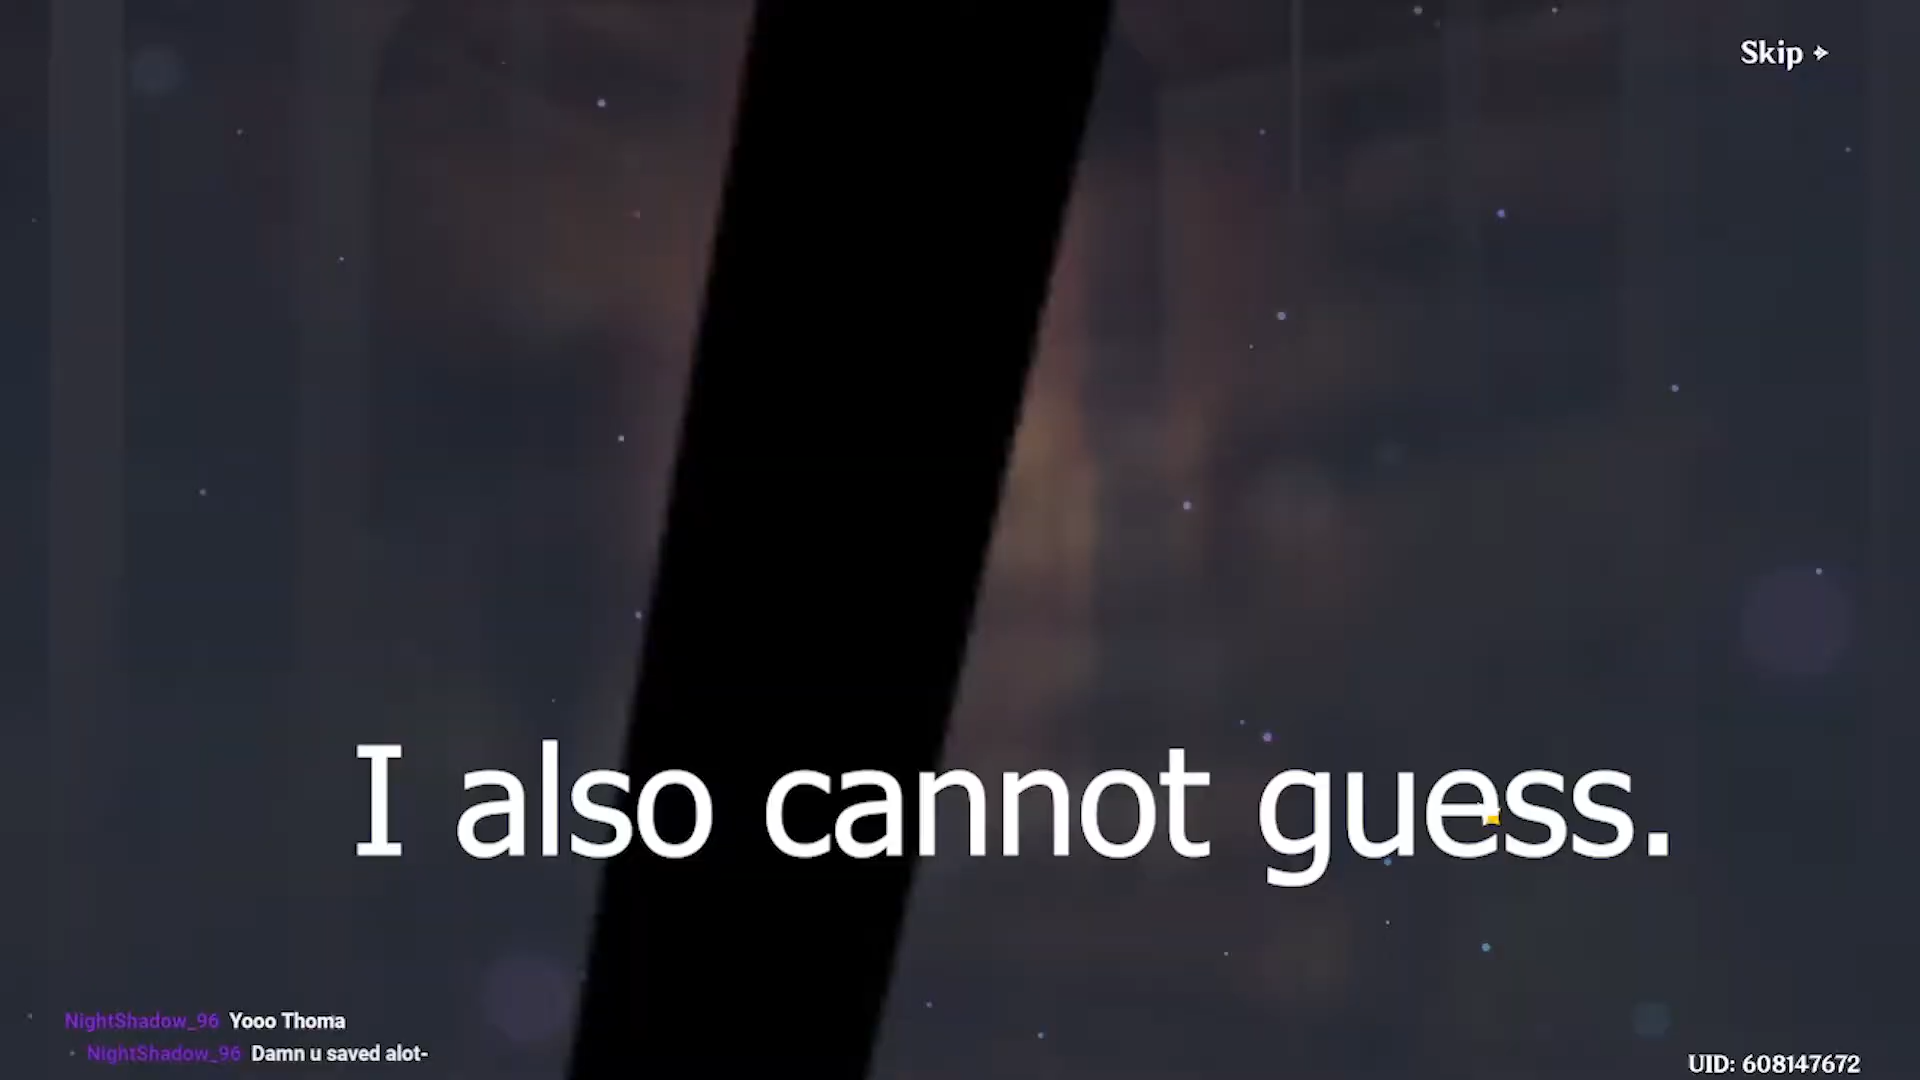 Skip
I also cannot guess.
NightShadow_96 Yooo Thoma
NightShadow_96 Damn u saved alot-
UID: 608147672